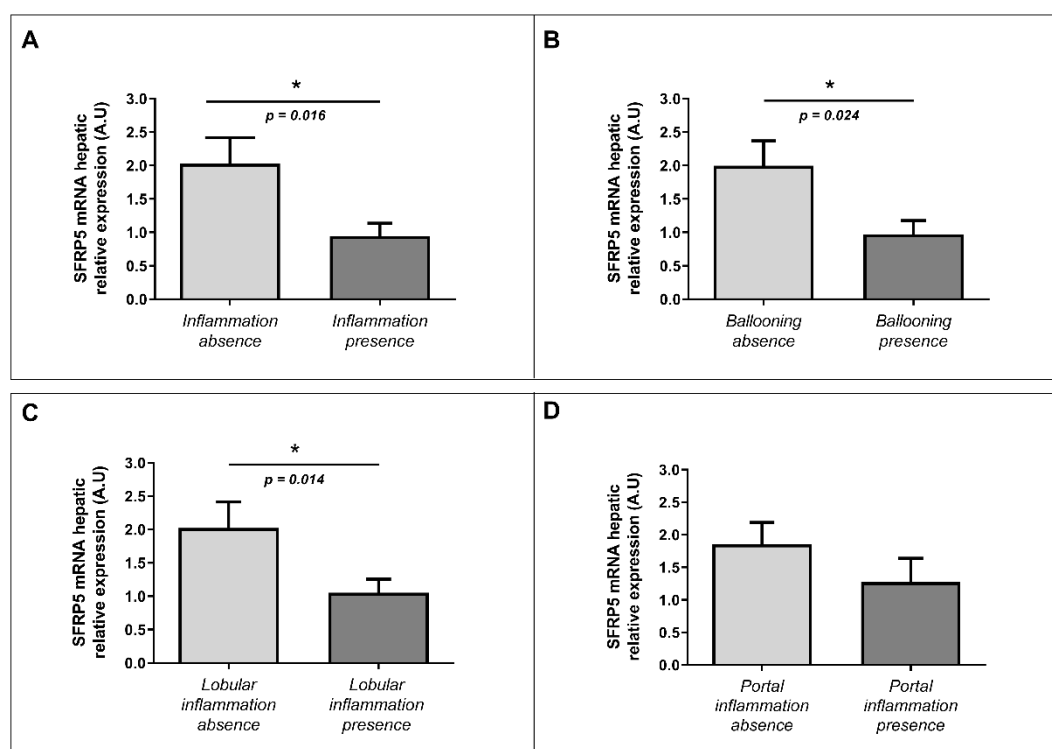 A
SFRP5 mRNA hepatic
relative expression (A.U)
3.0
2.5
2.0
1.5
1.0
0.5
0.0
*
p = 0.016
Inflammation
absence
Inflammation
presence
B
SFRP5 mRNA hepatic
relative expression (A.U)
3.0
2.5
2.0
1.5
1.0
0.5
0.0
*
p = 0.024
Ballooning
absence
Ballooning
presence
C
SFRP5 mRNA hepatic
relative expression (A.U)
3.0
2.5
2.0
1.5
1.0
0.5
0.0
*
p = 0.014
Lobular
inflammation
absence
Lobular
inflammation
presence
D
SFRP5 mRNA hepatic
relative expression (A.U)
3.0
2.5
2.0
1.5
1.0
0.5
0.0
Portal
inflammation
absence
Portal
inflammation
presence